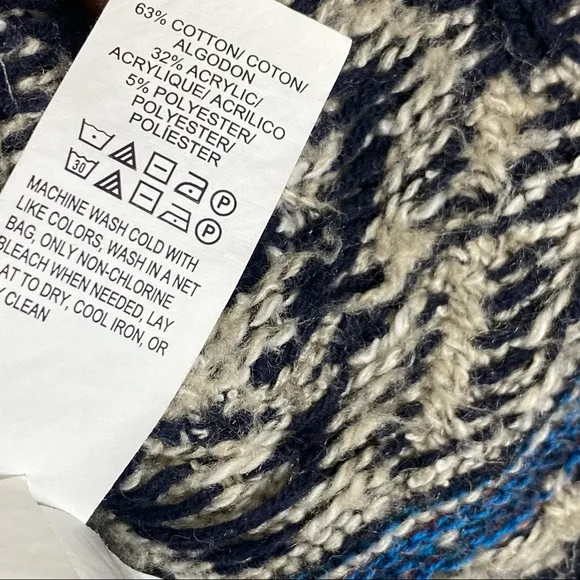 63% COTTON/ COTON/
ALGODON
32% ACRYLIC/
ACRYLIQUE/ ACRILICO
5% POLYESTER/
POLYESTER/
POLIESTER
P
30 P
MACHINE WASH COLD WITH
LIKE COLORS, WASH IN A NET
BAG, ONLY NON-CHLORINE
BLEACH WHEN NEEDED, LAY
AT TO DRY, COOL IRON, OR
/ CLEAN